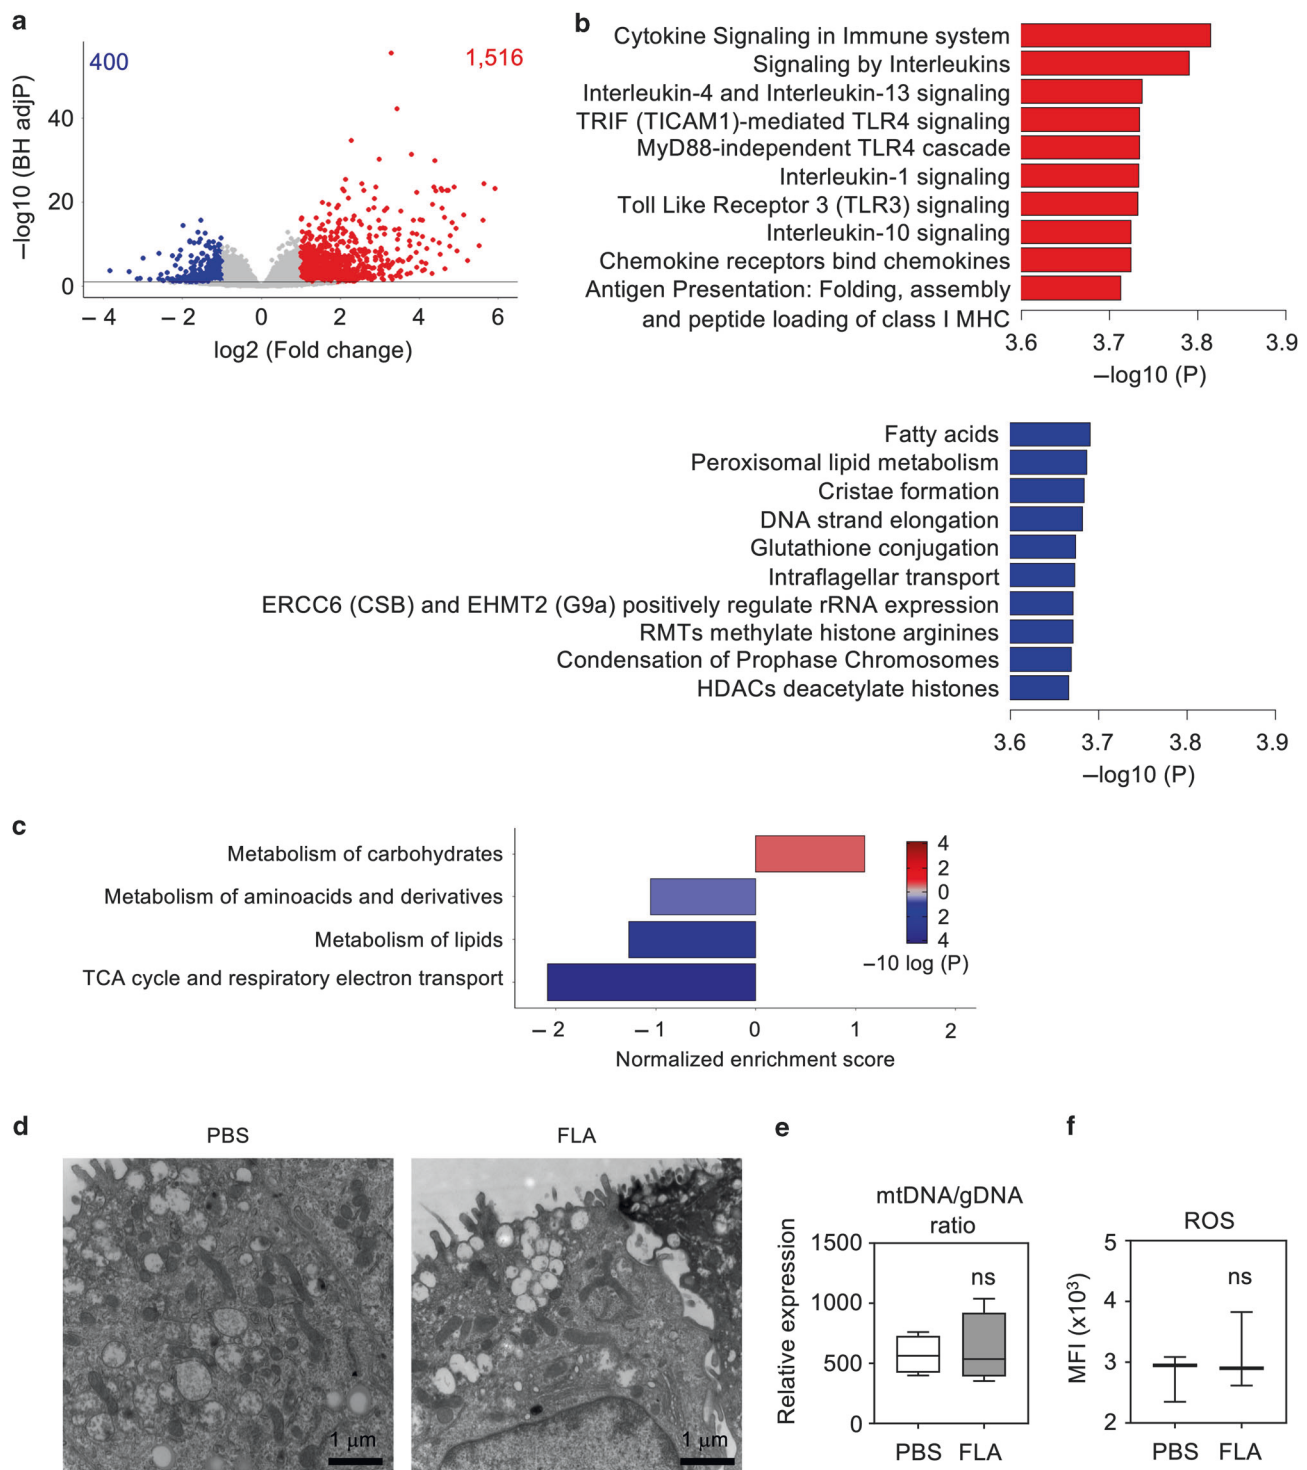 a
400
1,516
–log10 (BH adjP)
40
20
0
– 4
– 2
0
2
4
6
log2 (Fold change)
b
Cytokine Signaling in Immune system
Signaling by Interleukins
Interleukin-4 and Interleukin-13 signaling
TRIF (TICAM1)-mediated TLR4 signaling
MyD88-independent TLR4 cascade
Interleukin-1 signaling
Toll Like Receptor 3 (TLR3) signaling
Interleukin-10 signaling
Chemokine receptors bind chemokines
Antigen Presentation: Folding, assembly
and peptide loading of class I MHC
3.6
3.7
3.8
3.9
–log10 (P)
Fatty acids
Peroxisomal lipid metabolism
Cristae formation
DNA strand elongation
Glutathione conjugation
Intraflagellar transport
ERCC6 (CSB) and EHMT2 (G9a) positively regulate rRNA expression
RMTs methylate histone arginines
Condensation of Prophase Chromosomes
HDACs deacetylate histones
3.6
3.7
3.8
3.9
–log10 (P)
c
Metabolism of carbohydrates
Metabolism of aminoacids and derivatives
Metabolism of lipids
TCA cycle and respiratory electron transport
– 2
– 1
0
1
2
Normalized enrichment score
4
2
0
2
4
–10 log (P)
d
PBS
FLA
1 μm
1 μm
e
mtDNA/gDNA
ratio
Relative expression
1500
1000
500
0
ns
PBS
FLA
f
ROS
MFI (x10³)
5
4
3
2
ns
PBS
FLA